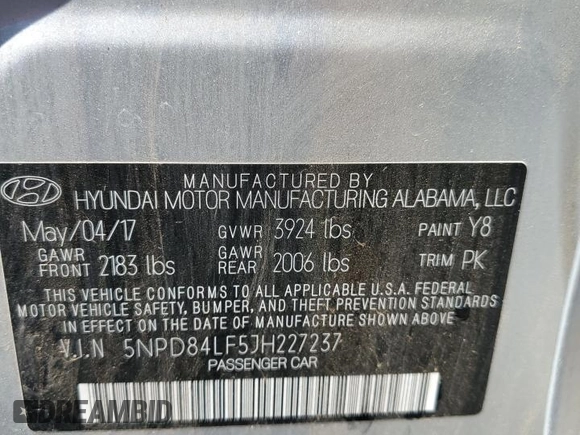 MANUFACTURED BY
HYUNDAI MOTOR MANUFACTURING ALABAMA, LLC
May/04/17 GVWR 3924 lbs PAINT Y8
GAWR FRONT 2183 lbs GAWR REAR 2006 lbs TRIM PK
THIS VEHICLE CONFORMS TO ALL APPLICABLE U.S.A. FEDERAL
MOTOR VEHICLE SAFETY, BUMPER, AND THEFT PREVENTION STANDARDS
IN EFFECT ON THE DATE OF MANUFACTURE SHOWN ABOVE.
V.I.N 5NPD84LF5JH227237
PASSENGER CAR
DREAMBID